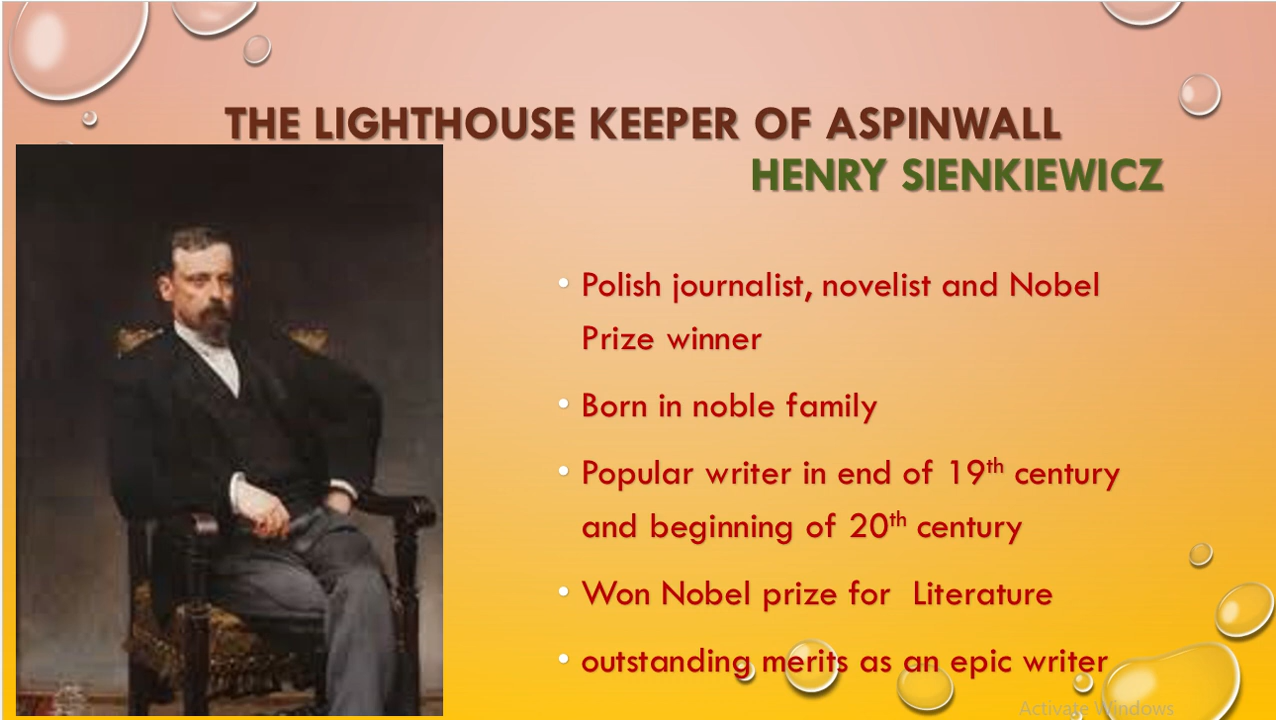 THE LIGHTHOUSE KEEPER OF ASPINWALL
HENRY SIENKIEWICZ
• Polish journalist, novelist and Nobel
Prize winner
• Born in noble family
• Popular writer in end of 19th century
and beginning of 20th century
• Won Nobel prize for Literature
• outstanding merits as an epic writer
Activate Windows